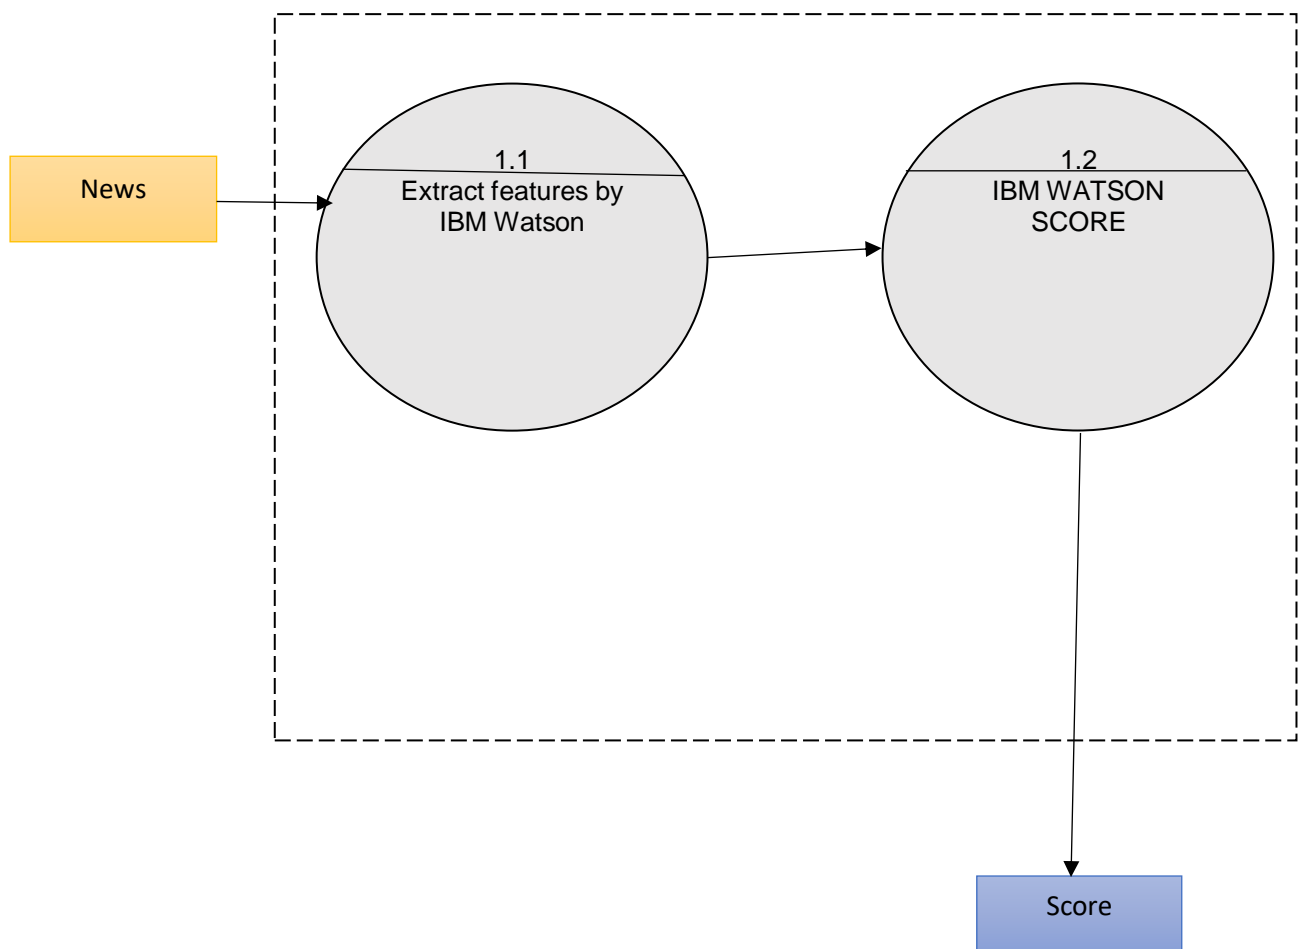 News
1.1
Extract features by
IBM Watson
1.2
IBM WATSON
SCORE
Score